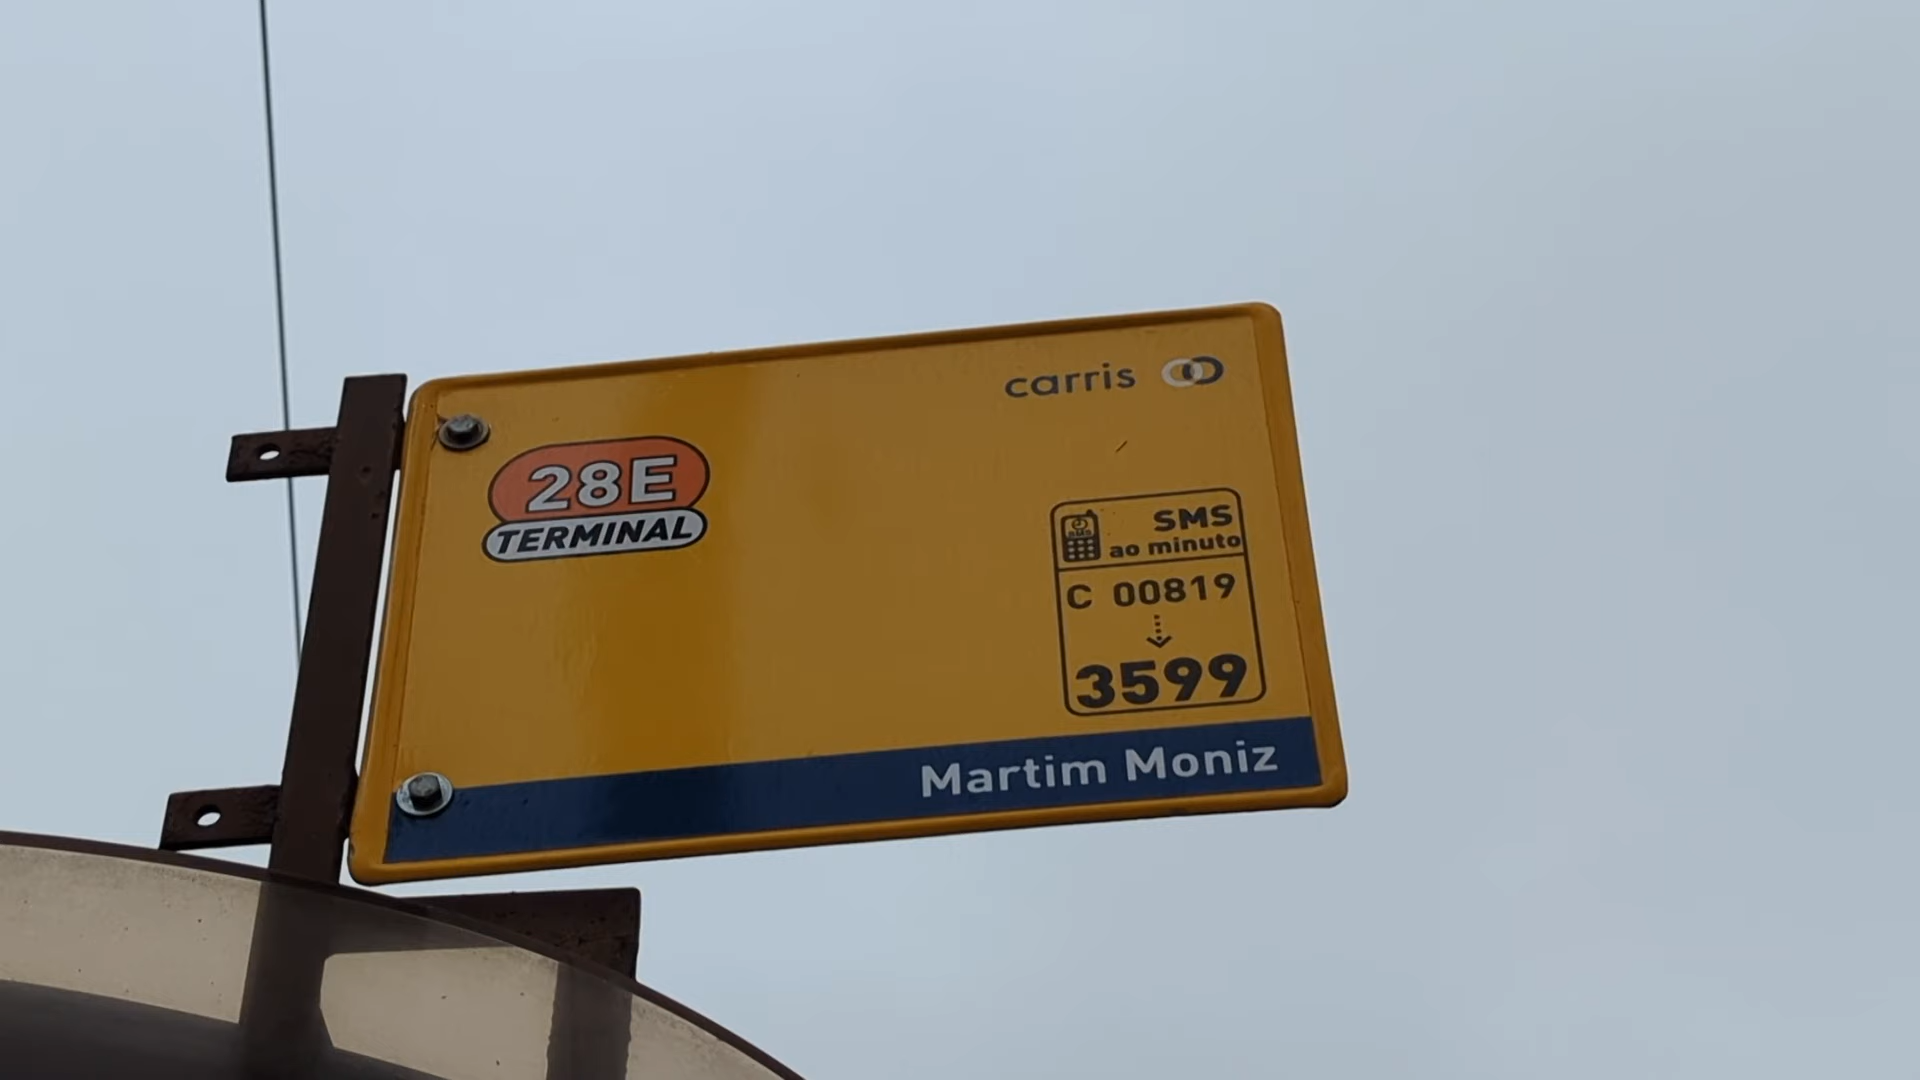 carris
28E
TERMINAL
SMS
ao minuto
C 00819
3599
Martim Moniz